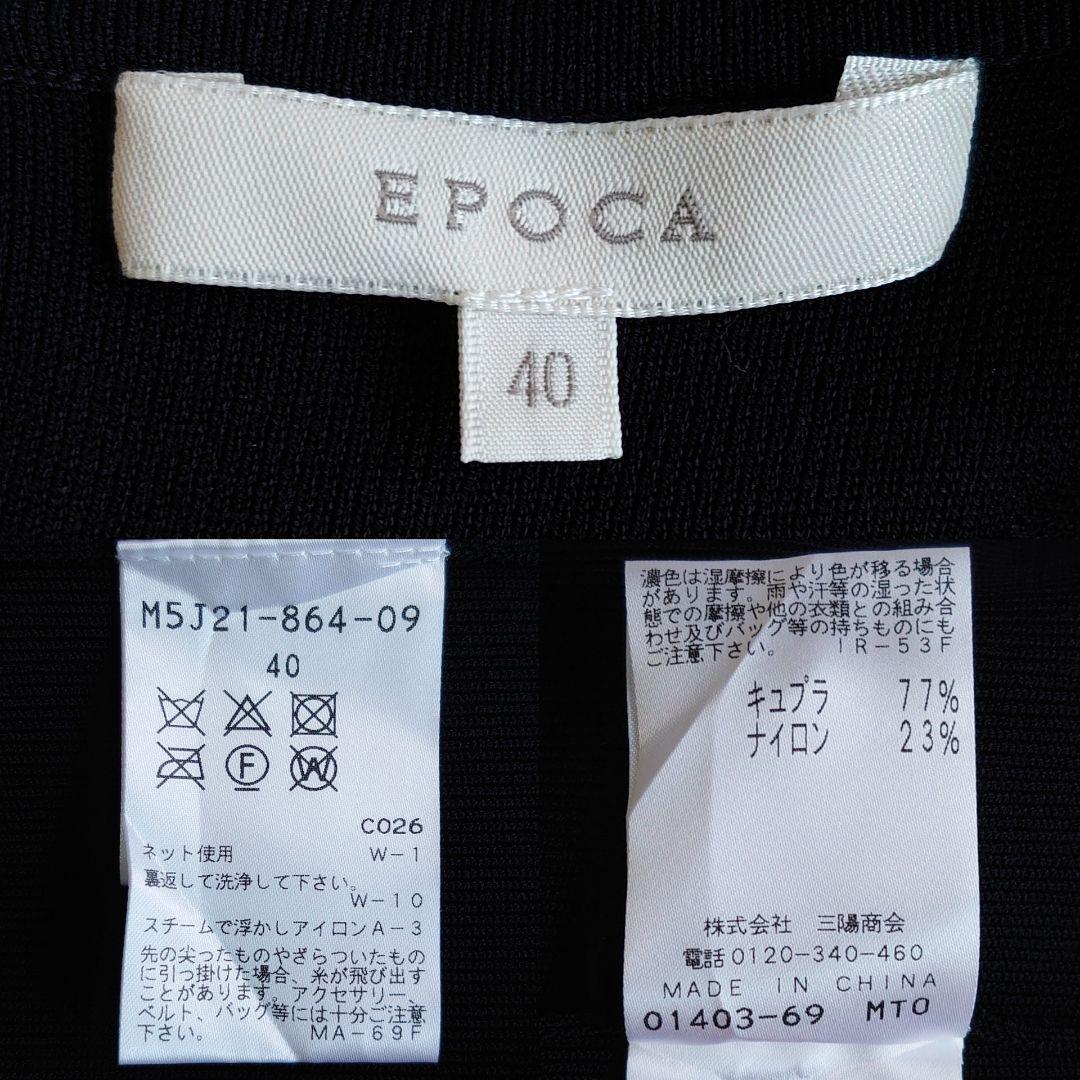 EPOCA
40
M5J21-864-09
40
F
W
C026
ネット使用 W-1
裏返して洗浄して下さい。
W-10
スチームで浮かしアイロンA-3
先の尖ったものやざらついたもの
に引っ掛けた場合、糸が飛び出す
ことがあります。アクセサリー、
ベルト、バッグ等には十分ご注意
下さい。 MA-69F
濃色は湿摩擦により色が移る場合
があります。雨や汗等の湿った状
態での摩擦や他の衣類との組み合
わせ及びバッグ等の持ちものにも
ご注意下さい。 IR-53F
キュプラ 77%
ナイロン 23%
株式会社 三陽商会
電話0120-340-460
MADE IN CHINA
01403-69 MTO